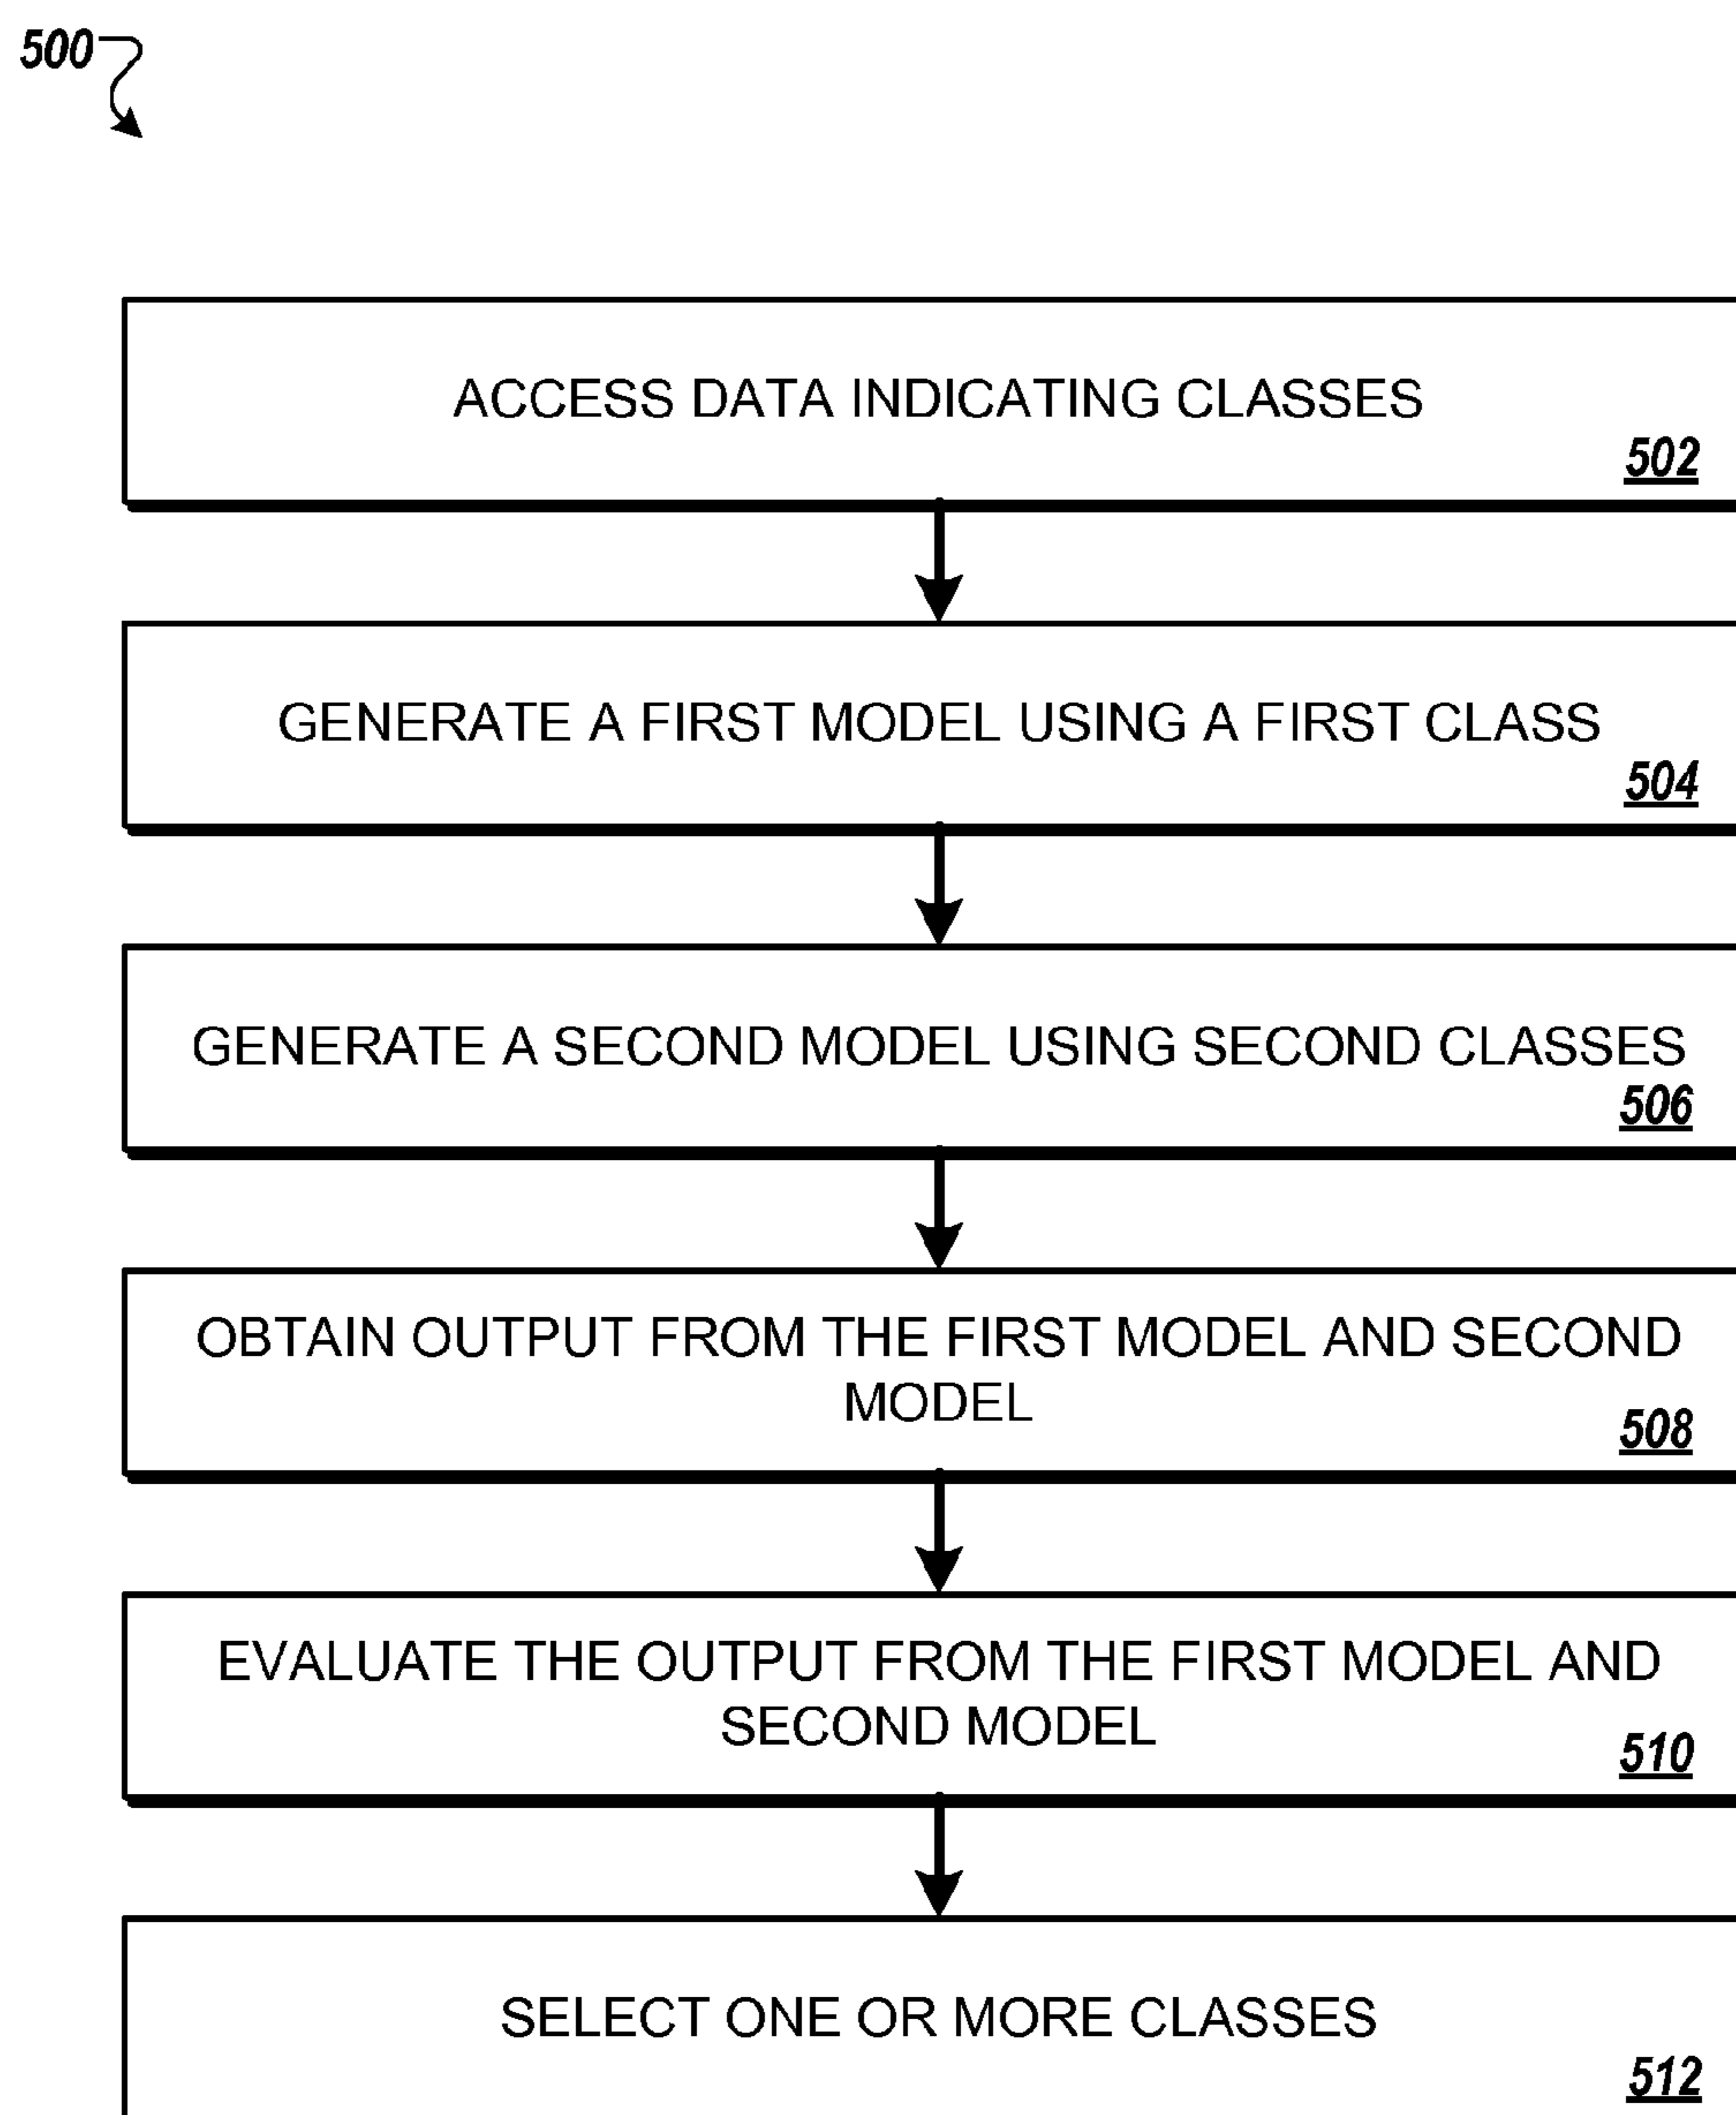 500
ACCESS DATA INDICATING CLASSES
502
GENERATE A FIRST MODEL USING A FIRST CLASS
504
GENERATE A SECOND MODEL USING SECOND CLASSES
506
OBTAIN OUTPUT FROM THE FIRST MODEL AND SECOND
MODEL
508
EVALUATE THE OUTPUT FROM THE FIRST MODEL AND
SECOND MODEL
510
SELECT ONE OR MORE CLASSES
512